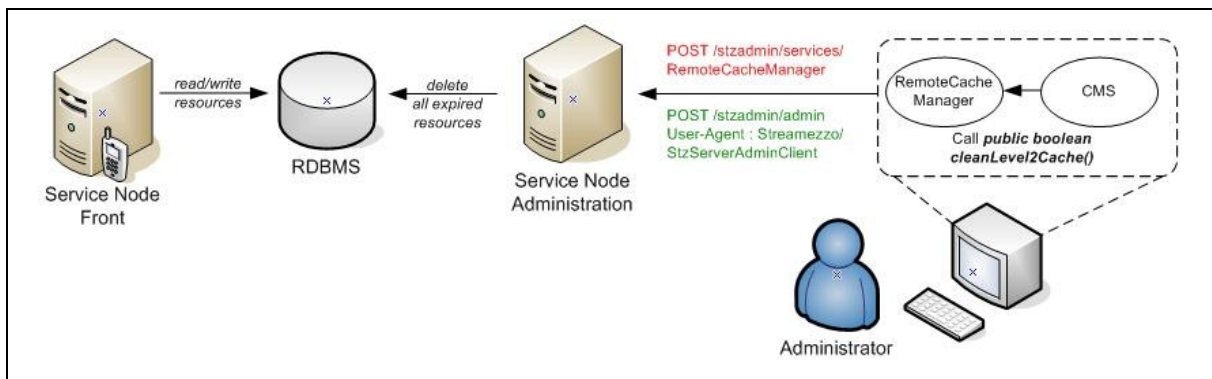 read/write
resources
Service Node
Front
RDBMS
delete
all expired
resources
Service Node
Administration
POST /stzadmin/services/
RemoteCacheManager
POST /stzadmin/admin
User-Agent : Streamezzo/
StzServerAdminClient
RemoteCache
Manager
CMS
Call public boolean
cleanLevel2Cache()
Administrator